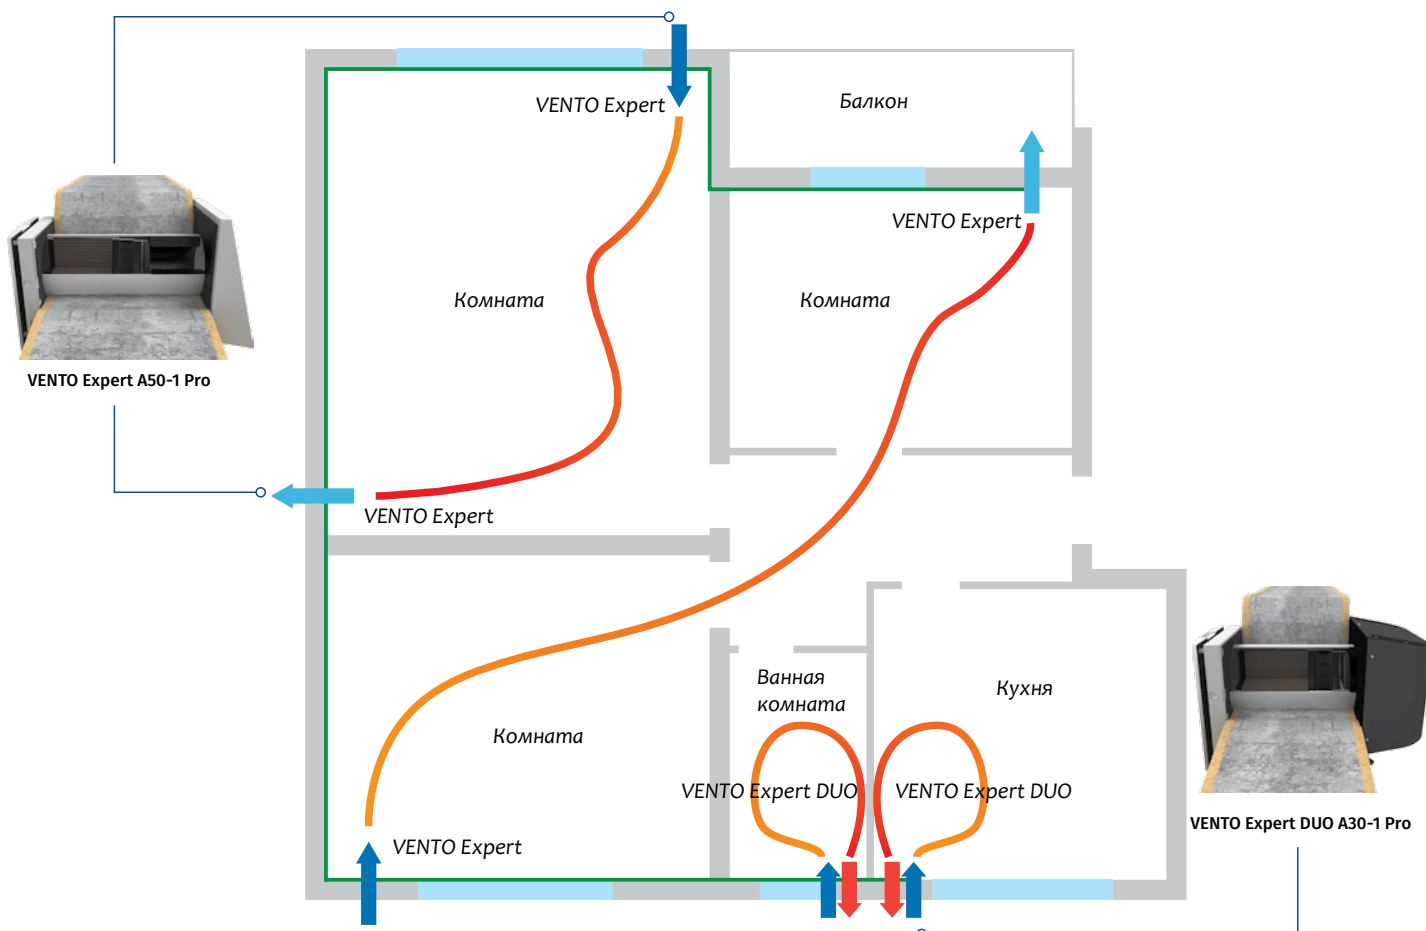 VENTO Expert
Балкон
VENTO Expert
Комната
Комната
VENTO Expert A50-1 Pro
VENTO Expert
Ванная
комната
Кухня
Комната
VENTO Expert DUO
VENTO Expert DUO
VENTO Expert DUO A30-1 Pro
VENTO Expert